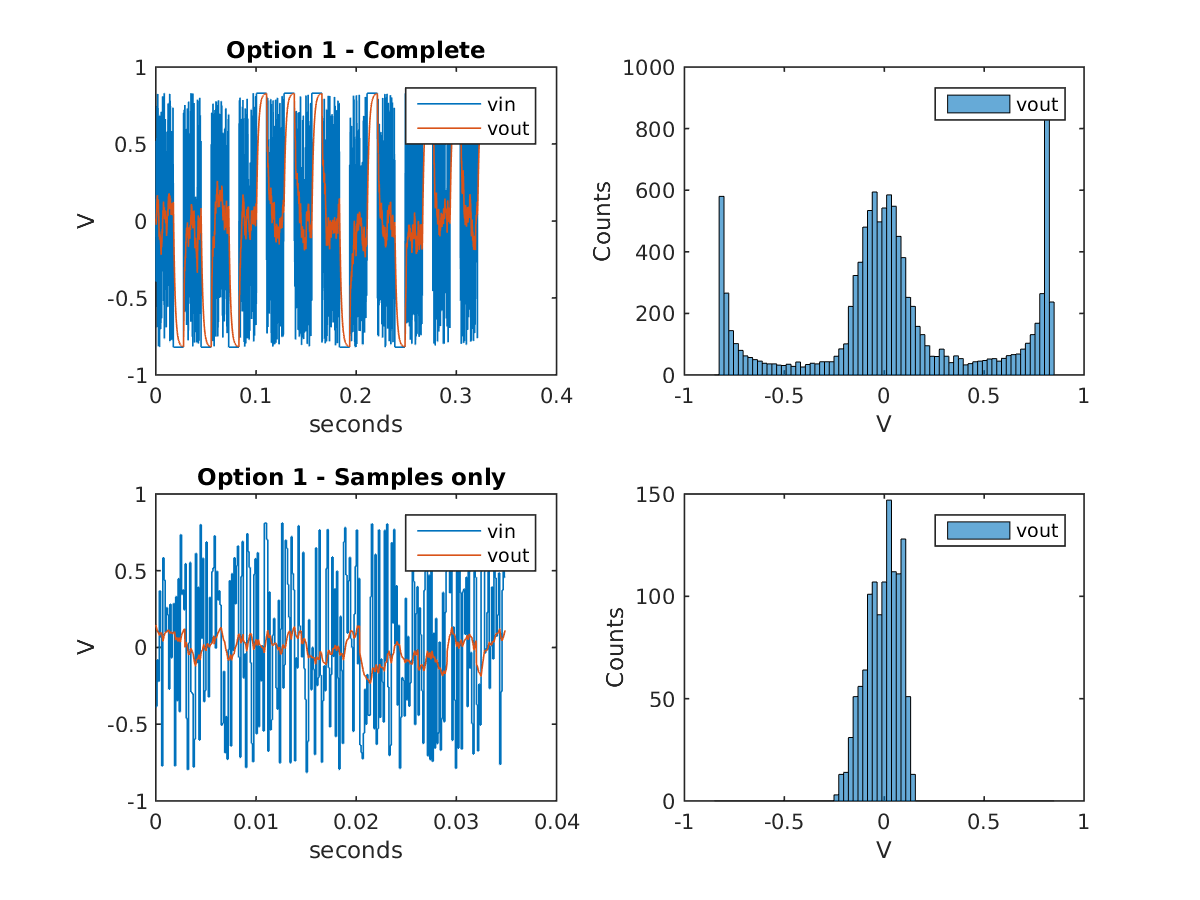 Option 1 - Complete
1
0.5
0
-0.5
-1
V
0
0.1
0.2
0.3
0.4
seconds
vin
vout
1000
800
600
400
200
0
Counts
-1
-0.5
0
0.5
1
V
vout
Option 1 - Samples only
1
0.5
0
-0.5
-1
V
0
0.01
0.02
0.03
0.04
seconds
vin
vout
150
100
50
0
Counts
-1
-0.5
0
0.5
1
V
vout